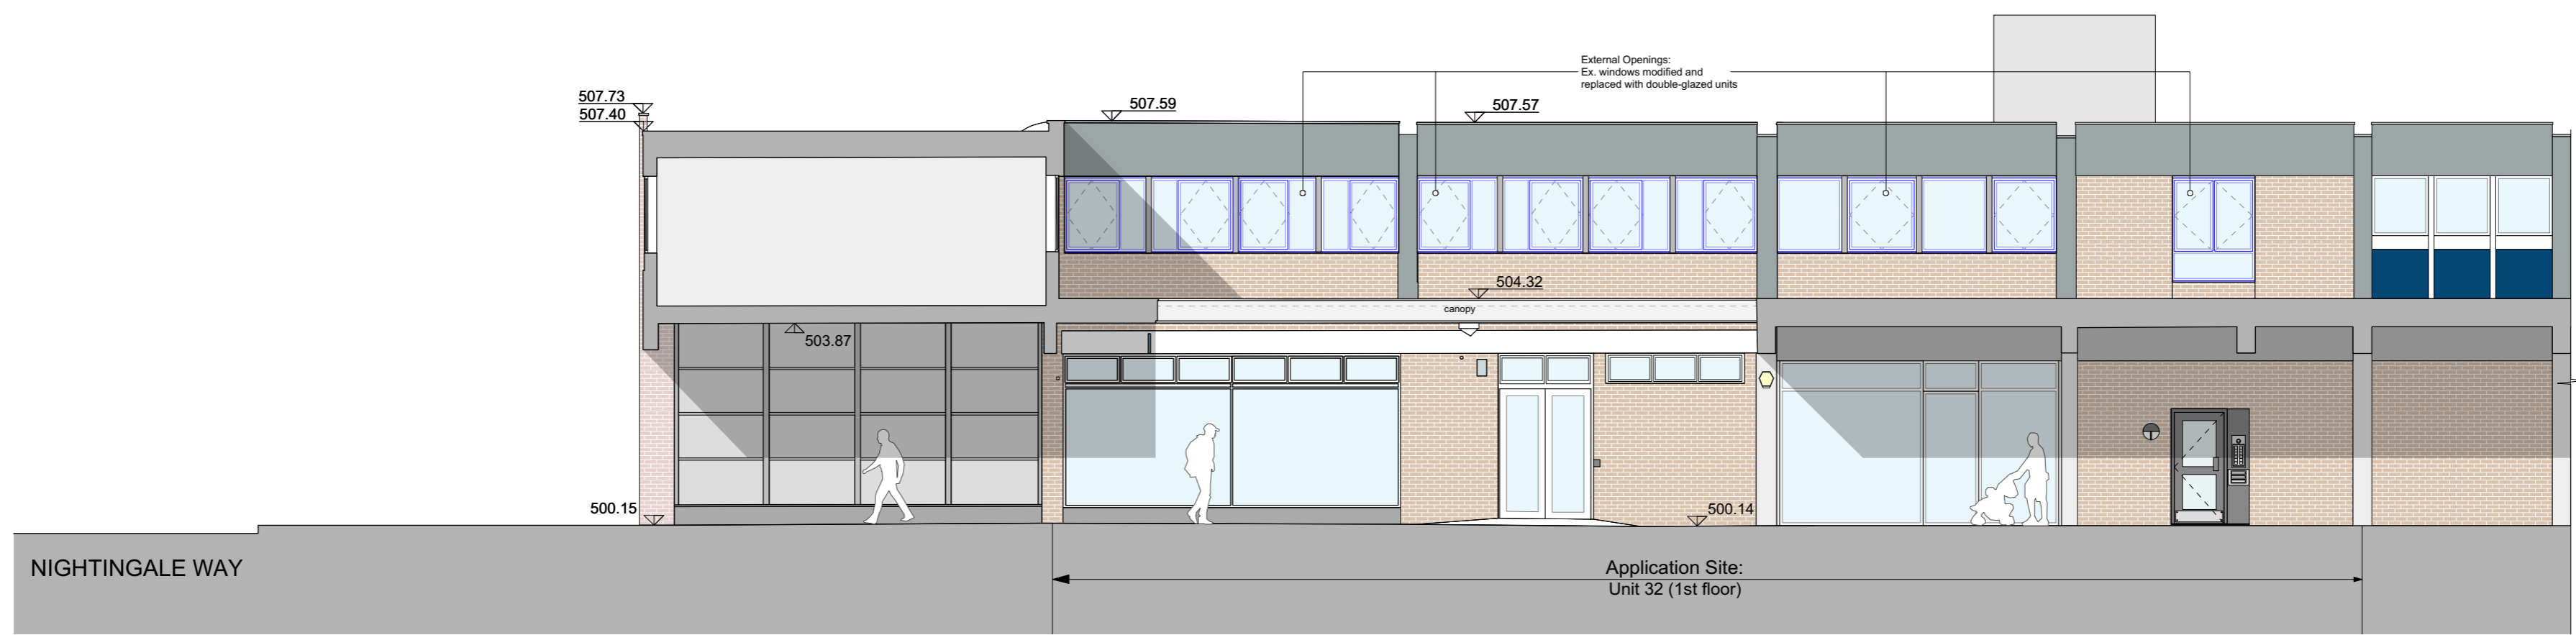 External Openings:
Ex. windows modified and
replaced with double-glazed units
507.73
507.40
507.59
507.57
504.32
canopy
503.87
500.15
500.14
NIGHTINGALE WAY
Application Site:
Unit 32 (1st floor)